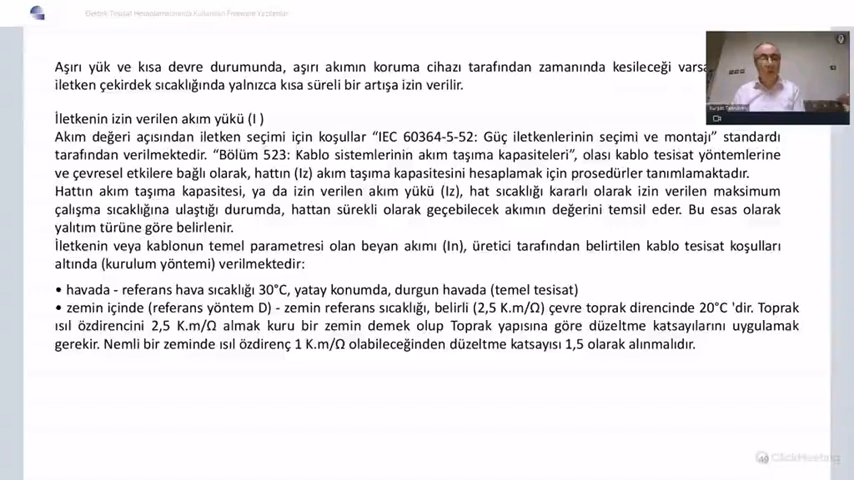 Elektrik Tesisat Hesaplamalarında Kullanılan Freeware Yazılımları
Aşırı yük ve kısa devre durumunda, aşırı akımın koruma cihazı tarafından zamanında kesileceği varsa
iletken çekirdek sıcaklığında yalnızca kısa süreli bir artışa izin verilir.
İletkenin izin verilen akım yükü (I )
Akım değeri açısından iletken seçimi için koşullar “IEC 60364-5-52: Güç iletkenlerinin seçimi ve montajı” standardı
tarafından verilmektedir. “Bölüm 523: Kablo sistemlerinin akım taşıma kapasiteleri”, olası kablo tesisat yöntemlerine
ve çevresel etkilere bağlı olarak, hattın (Iz) akım taşıma kapasitesini hesaplamak için prosedürler tanımlamaktadır.
Hattın akım taşıma kapasitesi, ya da izin verilen akım yükü (Iz), hat sıcaklığı kararlı olarak izin verilen maksimum
çalışma sıcaklığına ulaştığı durumda, hattan sürekli olarak geçebilecek akımın değerini temsil eder. Bu esas olarak
yalıtım türüne göre belirlenir.
İletkenin veya kablonun temel parametresi olan beyan akımı (In), üretici tarafından belirtilen kablo tesisat koşulları
altında (kurulum yöntemi) verilmektedir:
• havada - referans hava sıcaklığı 30°C, yatay konumda, durgun havada (temel tesisat)
• zemin içinde (referans yöntem D) - zemin referans sıcaklığı, belirli (2,5 K.m/Ω) çevre toprak direncinde 20°C 'dir. Toprak
ısıl özdirencini 2,5 K.m/Ω almak kuru bir zemin demek olup Toprak yapısına göre düzeltme katsayılarını uygulamak
gerekir. Nemli bir zeminde ısıl özdirenç 1 K.m/Ω olabileceğinden düzeltme katsayısı 1,5 olarak alınmalıdır.
ClickMeeting